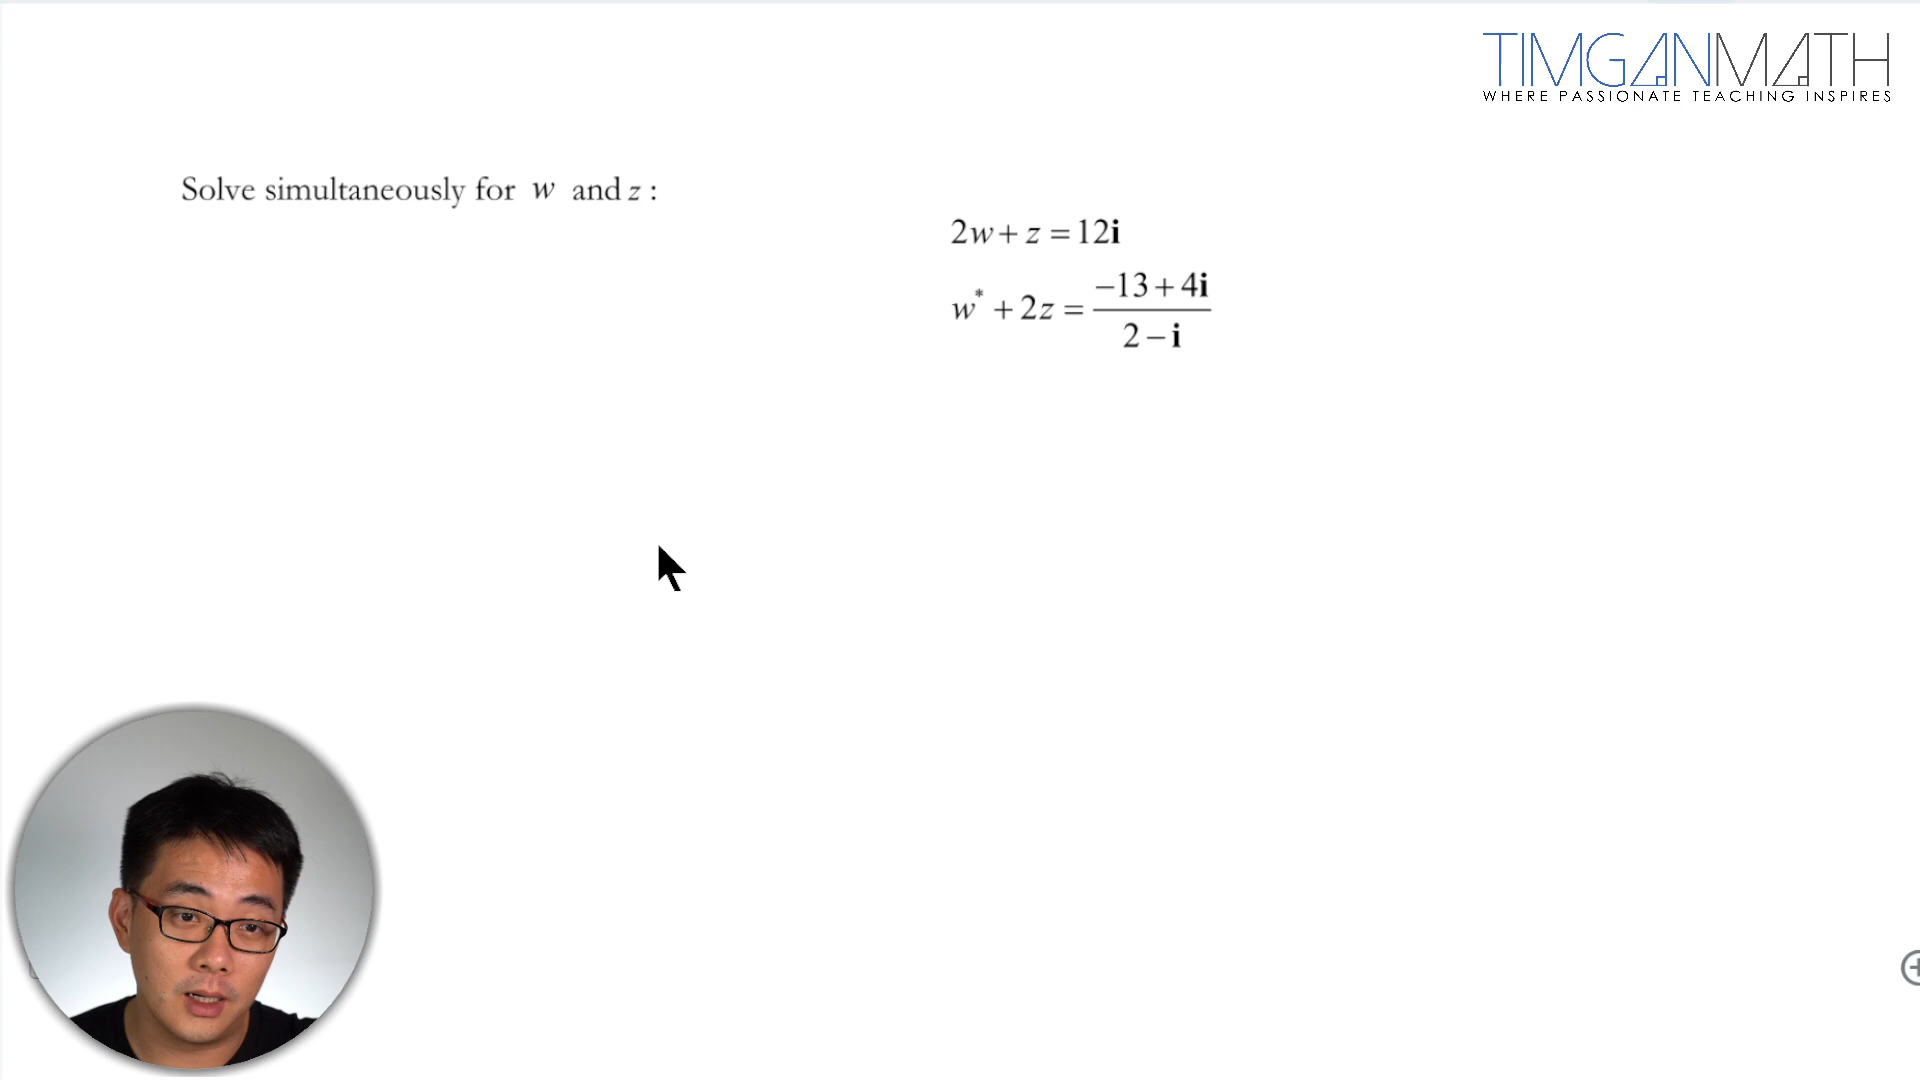 TIMGANMATH
WHERE PASSIONATE TEACHING INSPIRES
Solve simultaneously for w and z :
2w + z = 12i
w* + 2z = (−13 + 4i)/(2 − i)